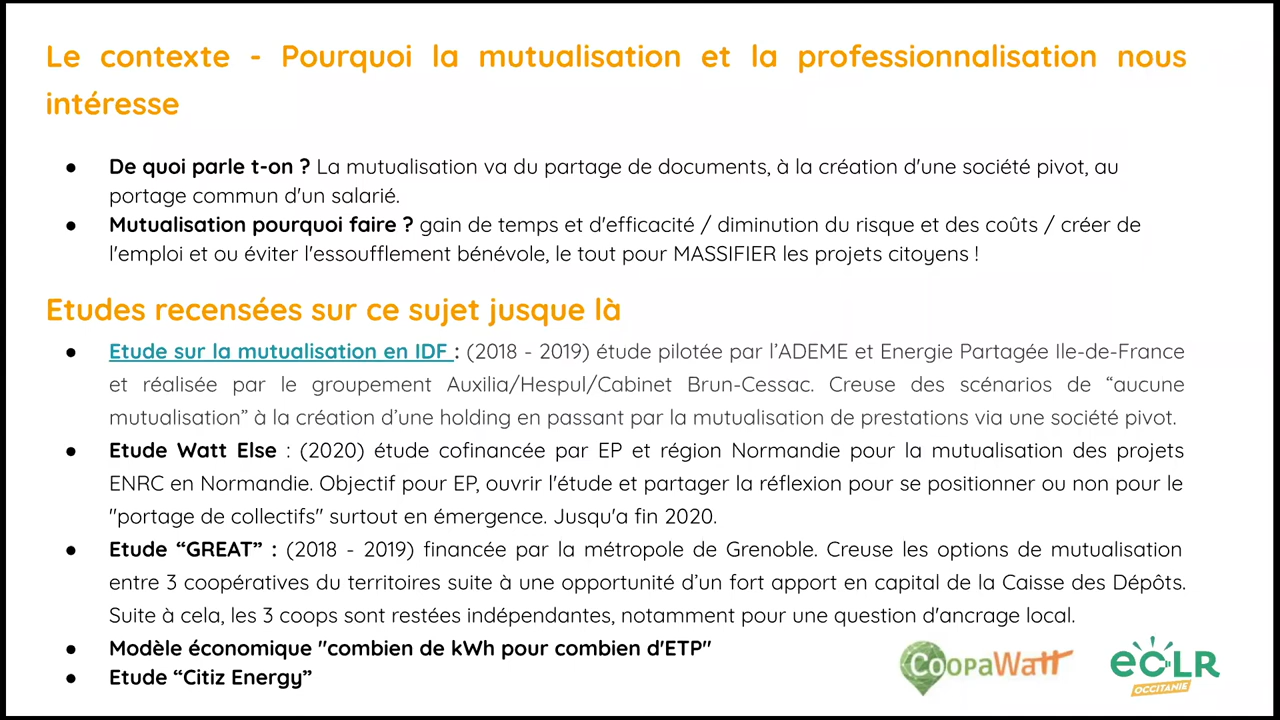 Le contexte - Pourquoi la mutualisation et la professionnalisation nous
intéresse
● De quoi parle t-on ? La mutualisation va du partage de documents, à la création d'une société pivot, au
portage commun d'un salarié.
● Mutualisation pourquoi faire ? gain de temps et d'efficacité / diminution du risque et des coûts / créer de
l'emploi et ou éviter l'essoufflement bénévole, le tout pour MASSIFIER les projets citoyens !
Etudes recensées sur ce sujet jusque là
● Etude sur la mutualisation en IDF : (2018 - 2019) étude pilotée par l’ADEME et Energie Partagée Ile-de-France
et réalisée par le groupement Auxilia/Hespul/Cabinet Brun-Cessac. Creuse des scénarios de “aucune
mutualisation” à la création d’une holding en passant par la mutualisation de prestations via une société pivot.
● Etude Watt Else : (2020) étude cofinancée par EP et région Normandie pour la mutualisation des projets
ENRC en Normandie. Objectif pour EP, ouvrir l'étude et partager la réflexion pour se positionner ou non pour le
"portage de collectifs" surtout en émergence. Jusqu'a fin 2020.
● Etude “GREAT” : (2018 - 2019) financée par la métropole de Grenoble. Creuse les options de mutualisation
entre 3 coopératives du territoires suite à une opportunité d’un fort apport en capital de la Caisse des Dépôts.
Suite à cela, les 3 coops sont restées indépendantes, notamment pour une question d'ancrage local.
● Modèle économique "combien de kWh pour combien d'ETP"
● Etude “Citiz Energy”
CoopaWatt
ECLR
OCCITANIE